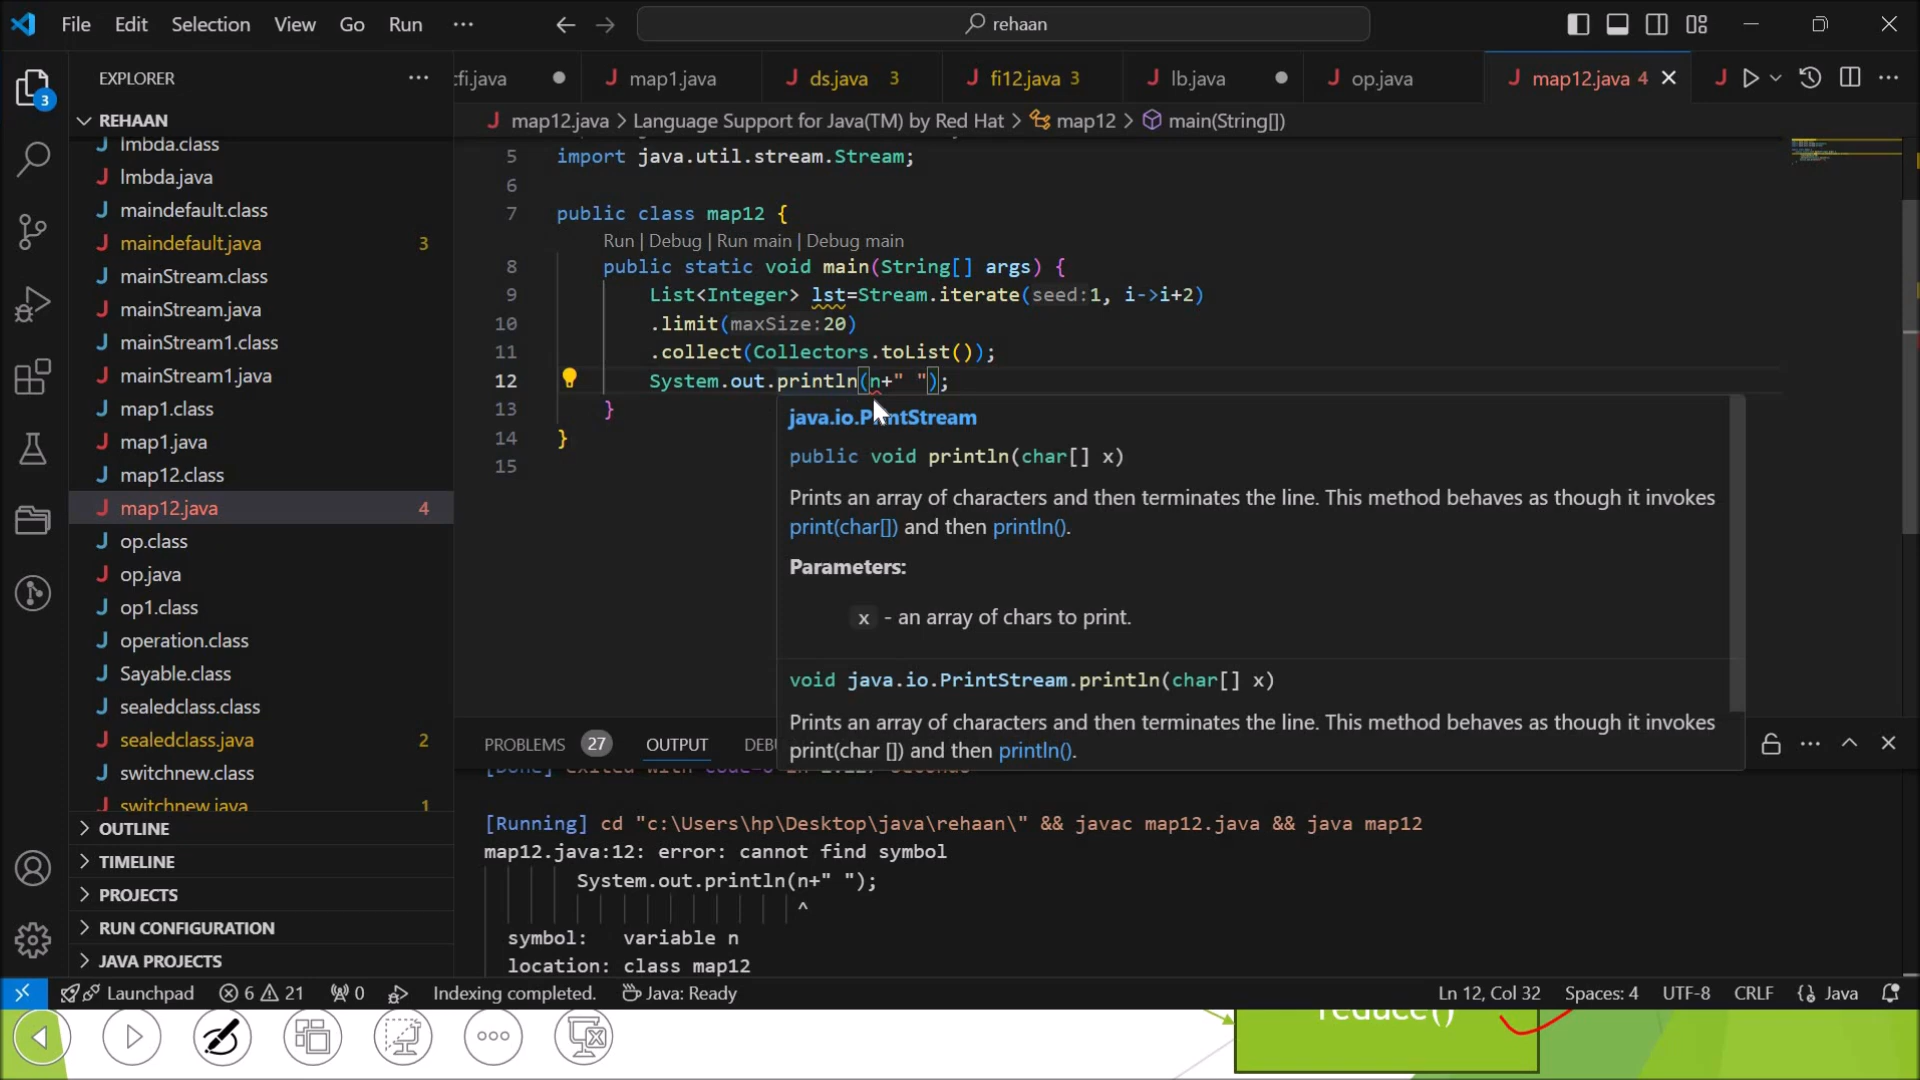 File Edit Selection View Go Run ··· rehaan
EXPLORER ···
cfi.java map1.java ds.java 3 fi12.java 3 lb.java op.java map12.java 4
3
REHAAN
map12.java > Language Support for Java(TM) by Red Hat > map12 > main(String[])
lmbda.class
lmbda.java
maindefault.class
maindefault.java 3
mainStream.class
mainStream.java
mainStream1.class
mainStream1.java
map1.class
map1.java
map12.class
map12.java 4
op.class
op.java
op1.class
operation.class
Sayable.class
sealedclass.class
sealedclass.java 2
switchnew.class
switchnew.java 1
OUTLINE
TIMELINE
PROJECTS
RUN CONFIGURATION
JAVA PROJECTS
5 import java.util.stream.Stream;
6
7 public class map12 {
Run | Debug | Run main | Debug main
8 public static void main(String[] args) {
9 List<Integer> lst=Stream.iterate(seed:1, i->i+2)
10 .limit(maxSize:20)
11 .collect(Collectors.toList());
12 System.out.println(n+" ");
13 }
14 }
15
java.io.PrintStream
public void println(char[] x)
Prints an array of characters and then terminates the line. This method behaves as though it invokes
print(char[]) and then println().
Parameters:
x - an array of chars to print.
void java.io.PrintStream.println(char[] x)
Prints an array of characters and then terminates the line. This method behaves as though it invokes
print(char []) and then println().
PROBLEMS 27 OUTPUT DEBU
[Running] cd "c:\Users\hp\Desktop\java\rehaan\" && javac map12.java && java map12
map12.java:12: error: cannot find symbol
System.out.println(n+" ");
^
symbol: variable n
location: class map12
Launchpad 6 21 0 Indexing completed. Java: Ready Ln 12, Col 32 Spaces: 4 UTF-8 CRLF Java
reduce()